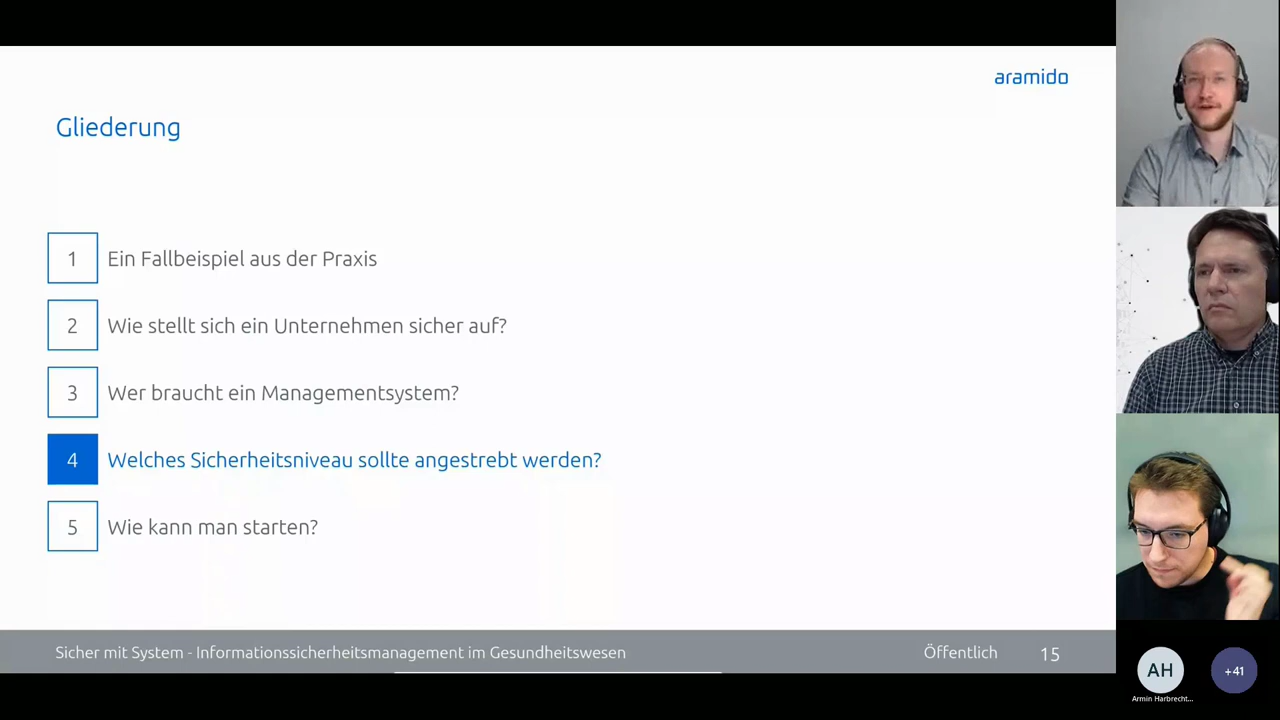 aramido
Gliederung
1 Ein Fallbeispiel aus der Praxis
2 Wie stellt sich ein Unternehmen sicher auf?
3 Wer braucht ein Managementsystem?
4 Welches Sicherheitsniveau sollte angestrebt werden?
5 Wie kann man starten?
Sicher mit System - Informationssicherheitsmanagement im Gesundheitswesen Öffentlich 15
AH +41
Armin Harbrecht...